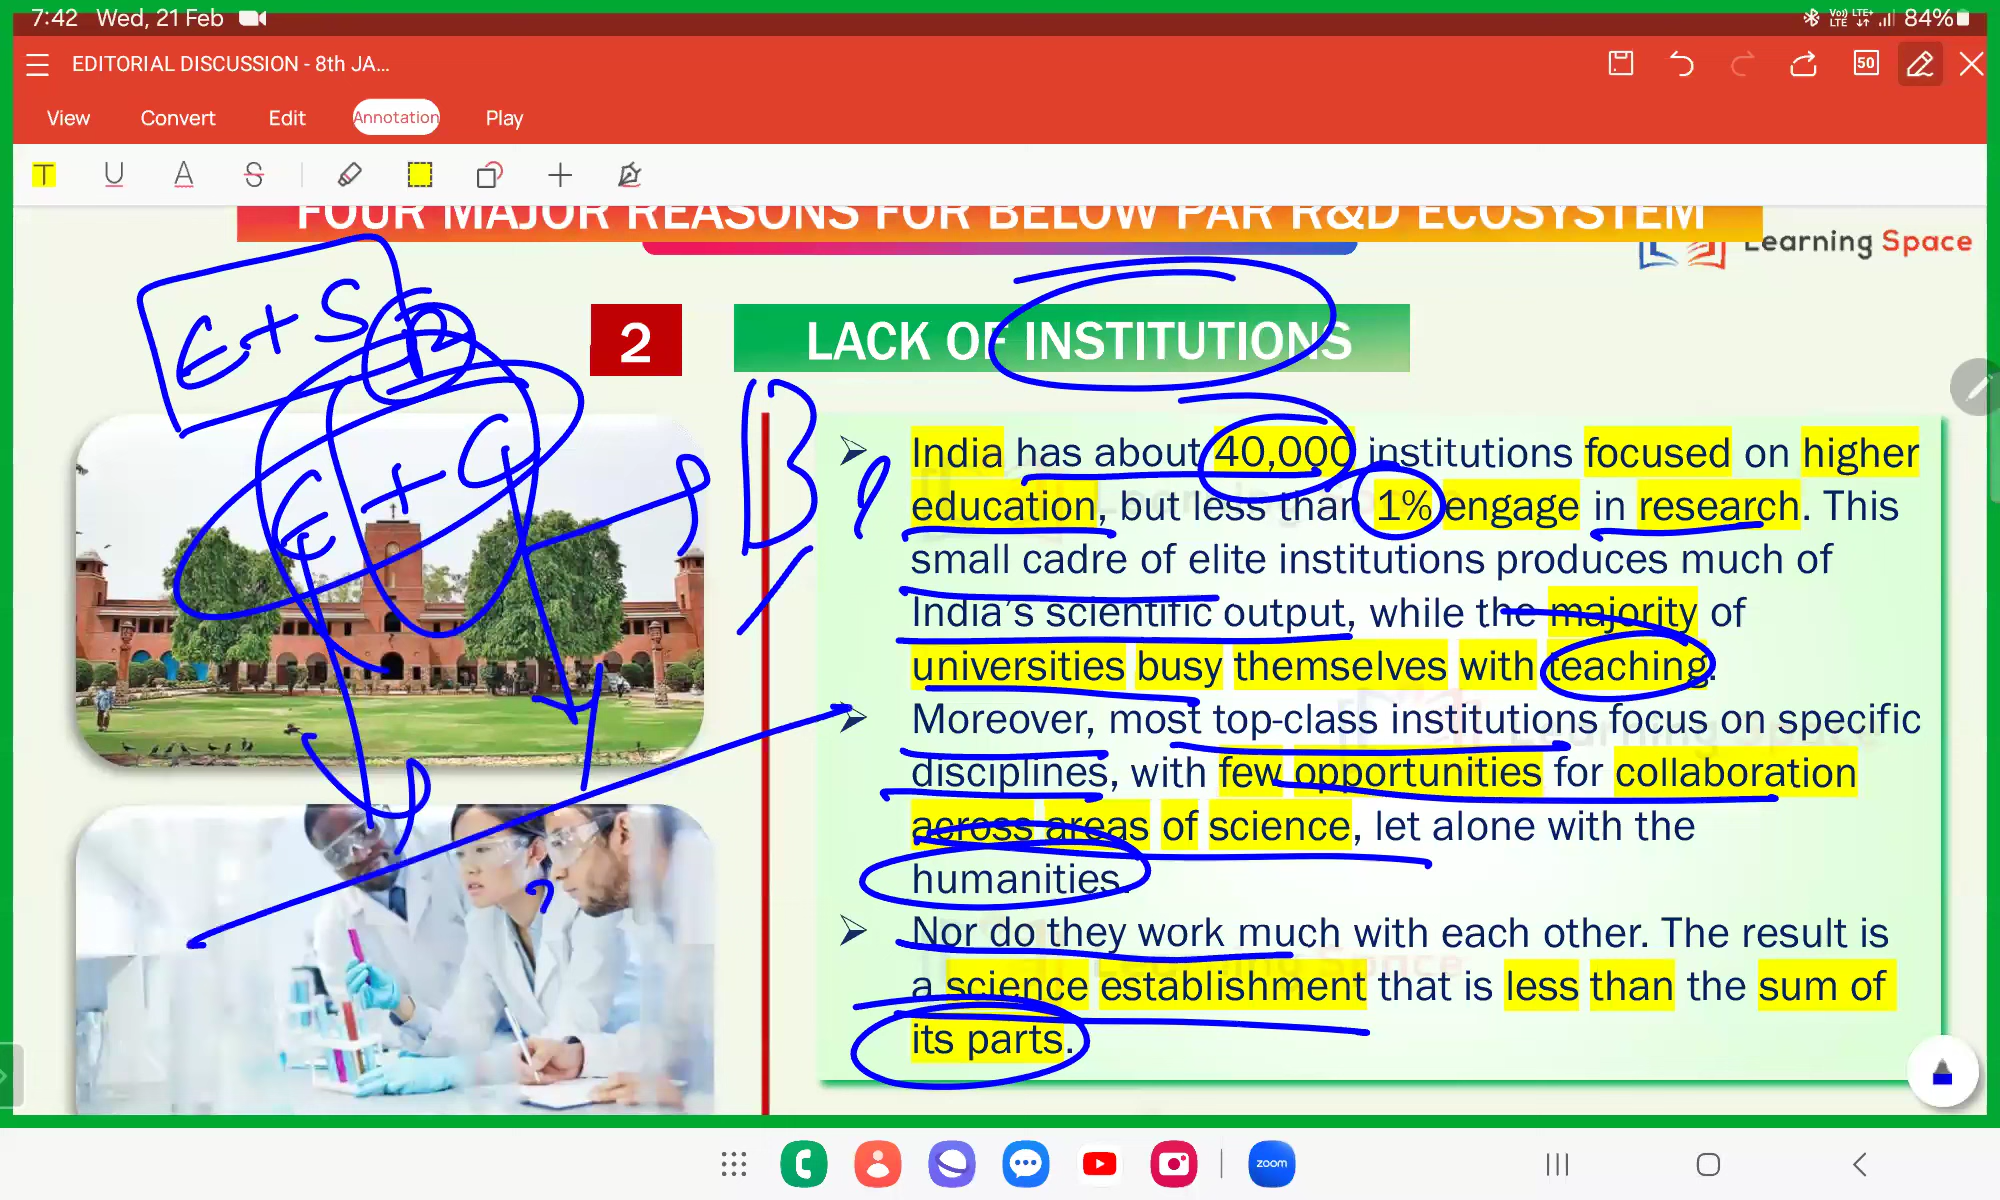 7:42 Wed, 21 Feb
Vo) LTE LTE+ 84%
EDITORIAL DISCUSSION - 8th JA...
50
View Convert Edit Annotation Play
T U A S
FOUR MAJOR REASONS FOR BELOW PAR R&D ECOSYSTEM
Learning Space
E+S
R
E+C
B
2 LACK OF INSTITUTIONS
India has about 40,000 institutions focused on higher
education, but less than 1% engage in research. This
small cadre of elite institutions produces much of
India's scientific output, while the majority of
universities busy themselves with teaching.
Moreover, most top-class institutions focus on specific
disciplines, with few opportunities for collaboration
across areas of science, let alone with the
humanities.
Nor do they work much with each other. The result is
a science establishment that is less than the sum of
its parts.
zoom